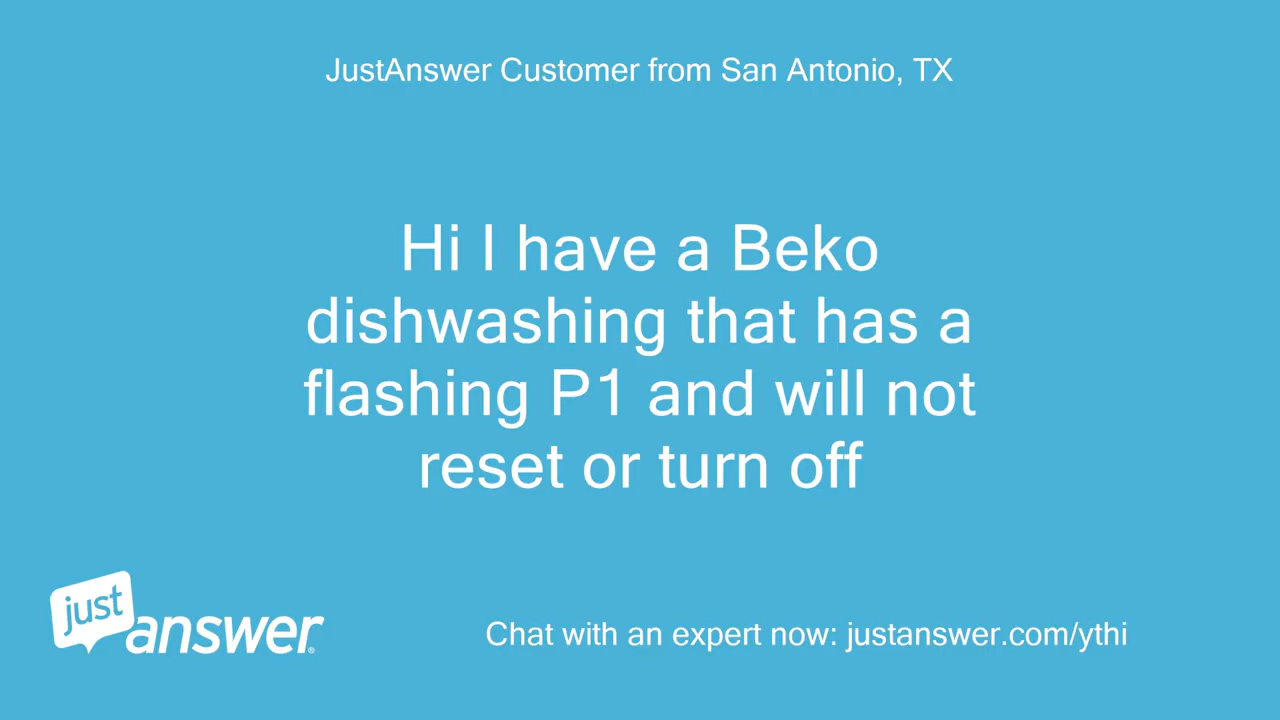 JustAnswer Customer from San Antonio, TX
Hi I have a Beko
dishwashing that has a
flashing P1 and will not
reset or turn off
just
answer®
Chat with an expert now: justanswer.com/ythi